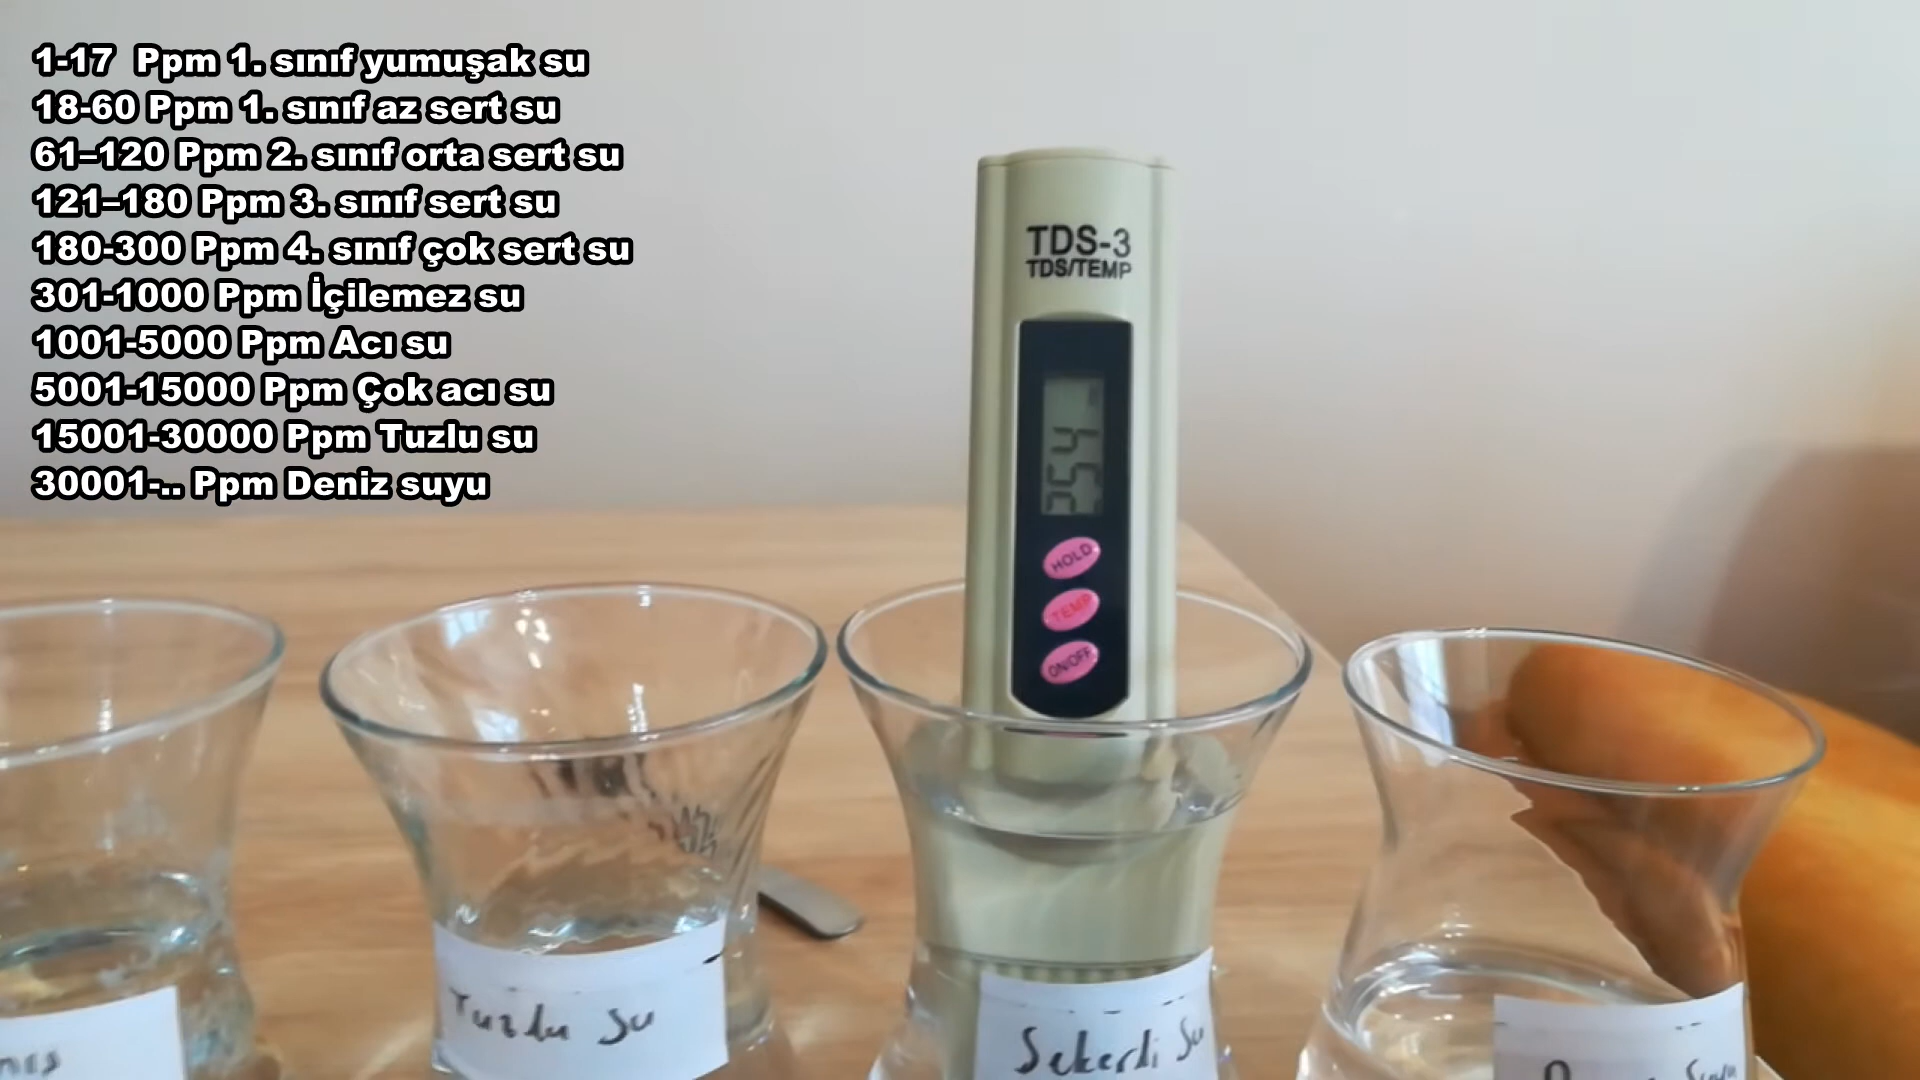 1-17 Ppm 1. sınıf yumuşak su
18-60 Ppm 1. sınıf az sert su
61–120 Ppm 2. sınıf orta sert su
121–180 Ppm 3. sınıf sert su
180-300 Ppm 4. sınıf çok sert su
301-1000 Ppm İçilemez su
1001-5000 Ppm Acı su
5001-15000 Ppm Çok acı su
15001-30000 Ppm Tuzlu su
30001-.. Ppm Deniz suyu
TDS-3
TDS/TEMP
254
HOLD
TEMP
ON/OFF
Tuzlu Su
Sekerli Su